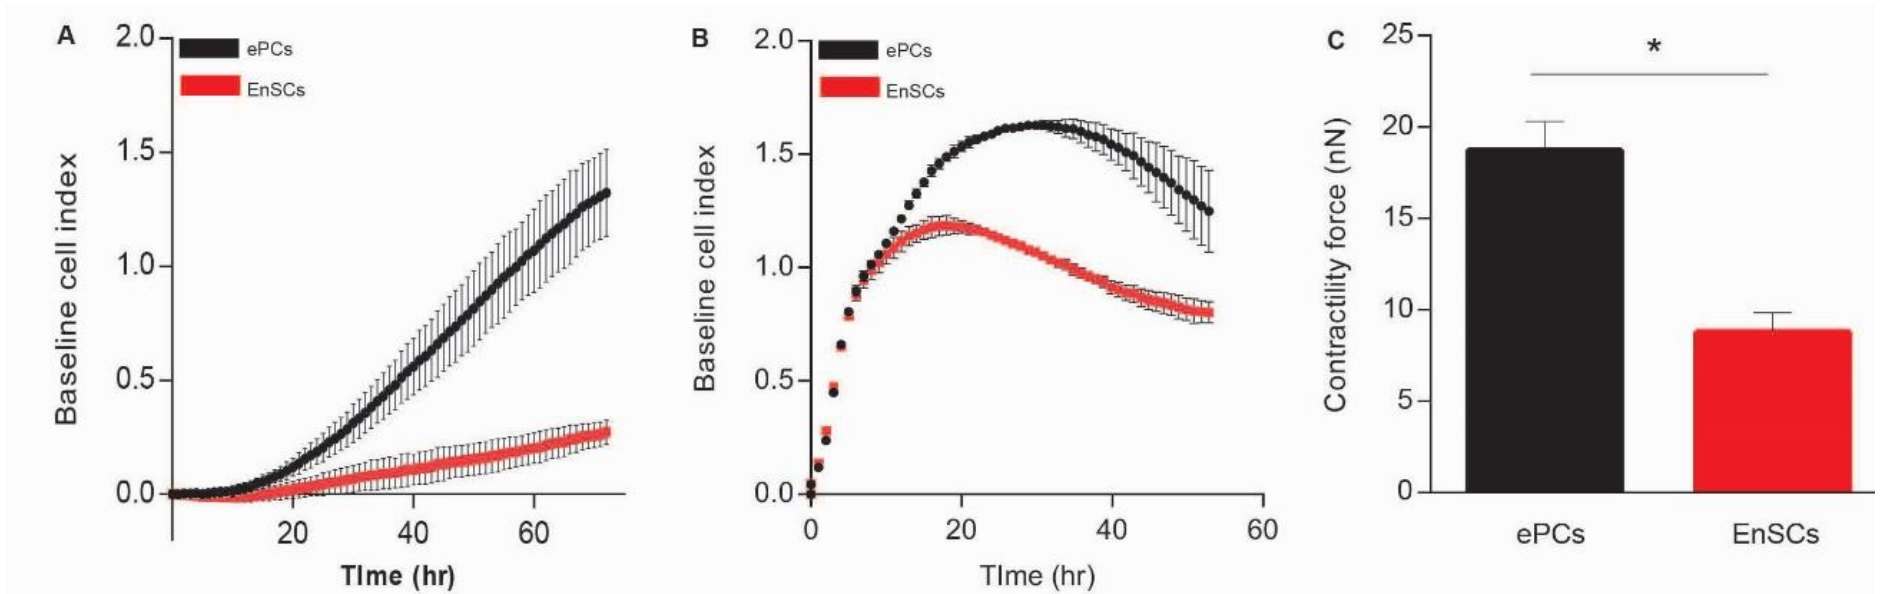 A
2.0
1.5
1.0
0.5
0.0
ePCs
EnSCs
Baseline cell index
20
40
60
TIme (hr)
B
2.0
1.5
1.0
0.5
0.0
ePCs
EnSCs
Baseline cell index
0
20
40
60
TIme (hr)
C
25
20
15
10
5
0
*
Contractility force (nN)
ePCs
EnSCs